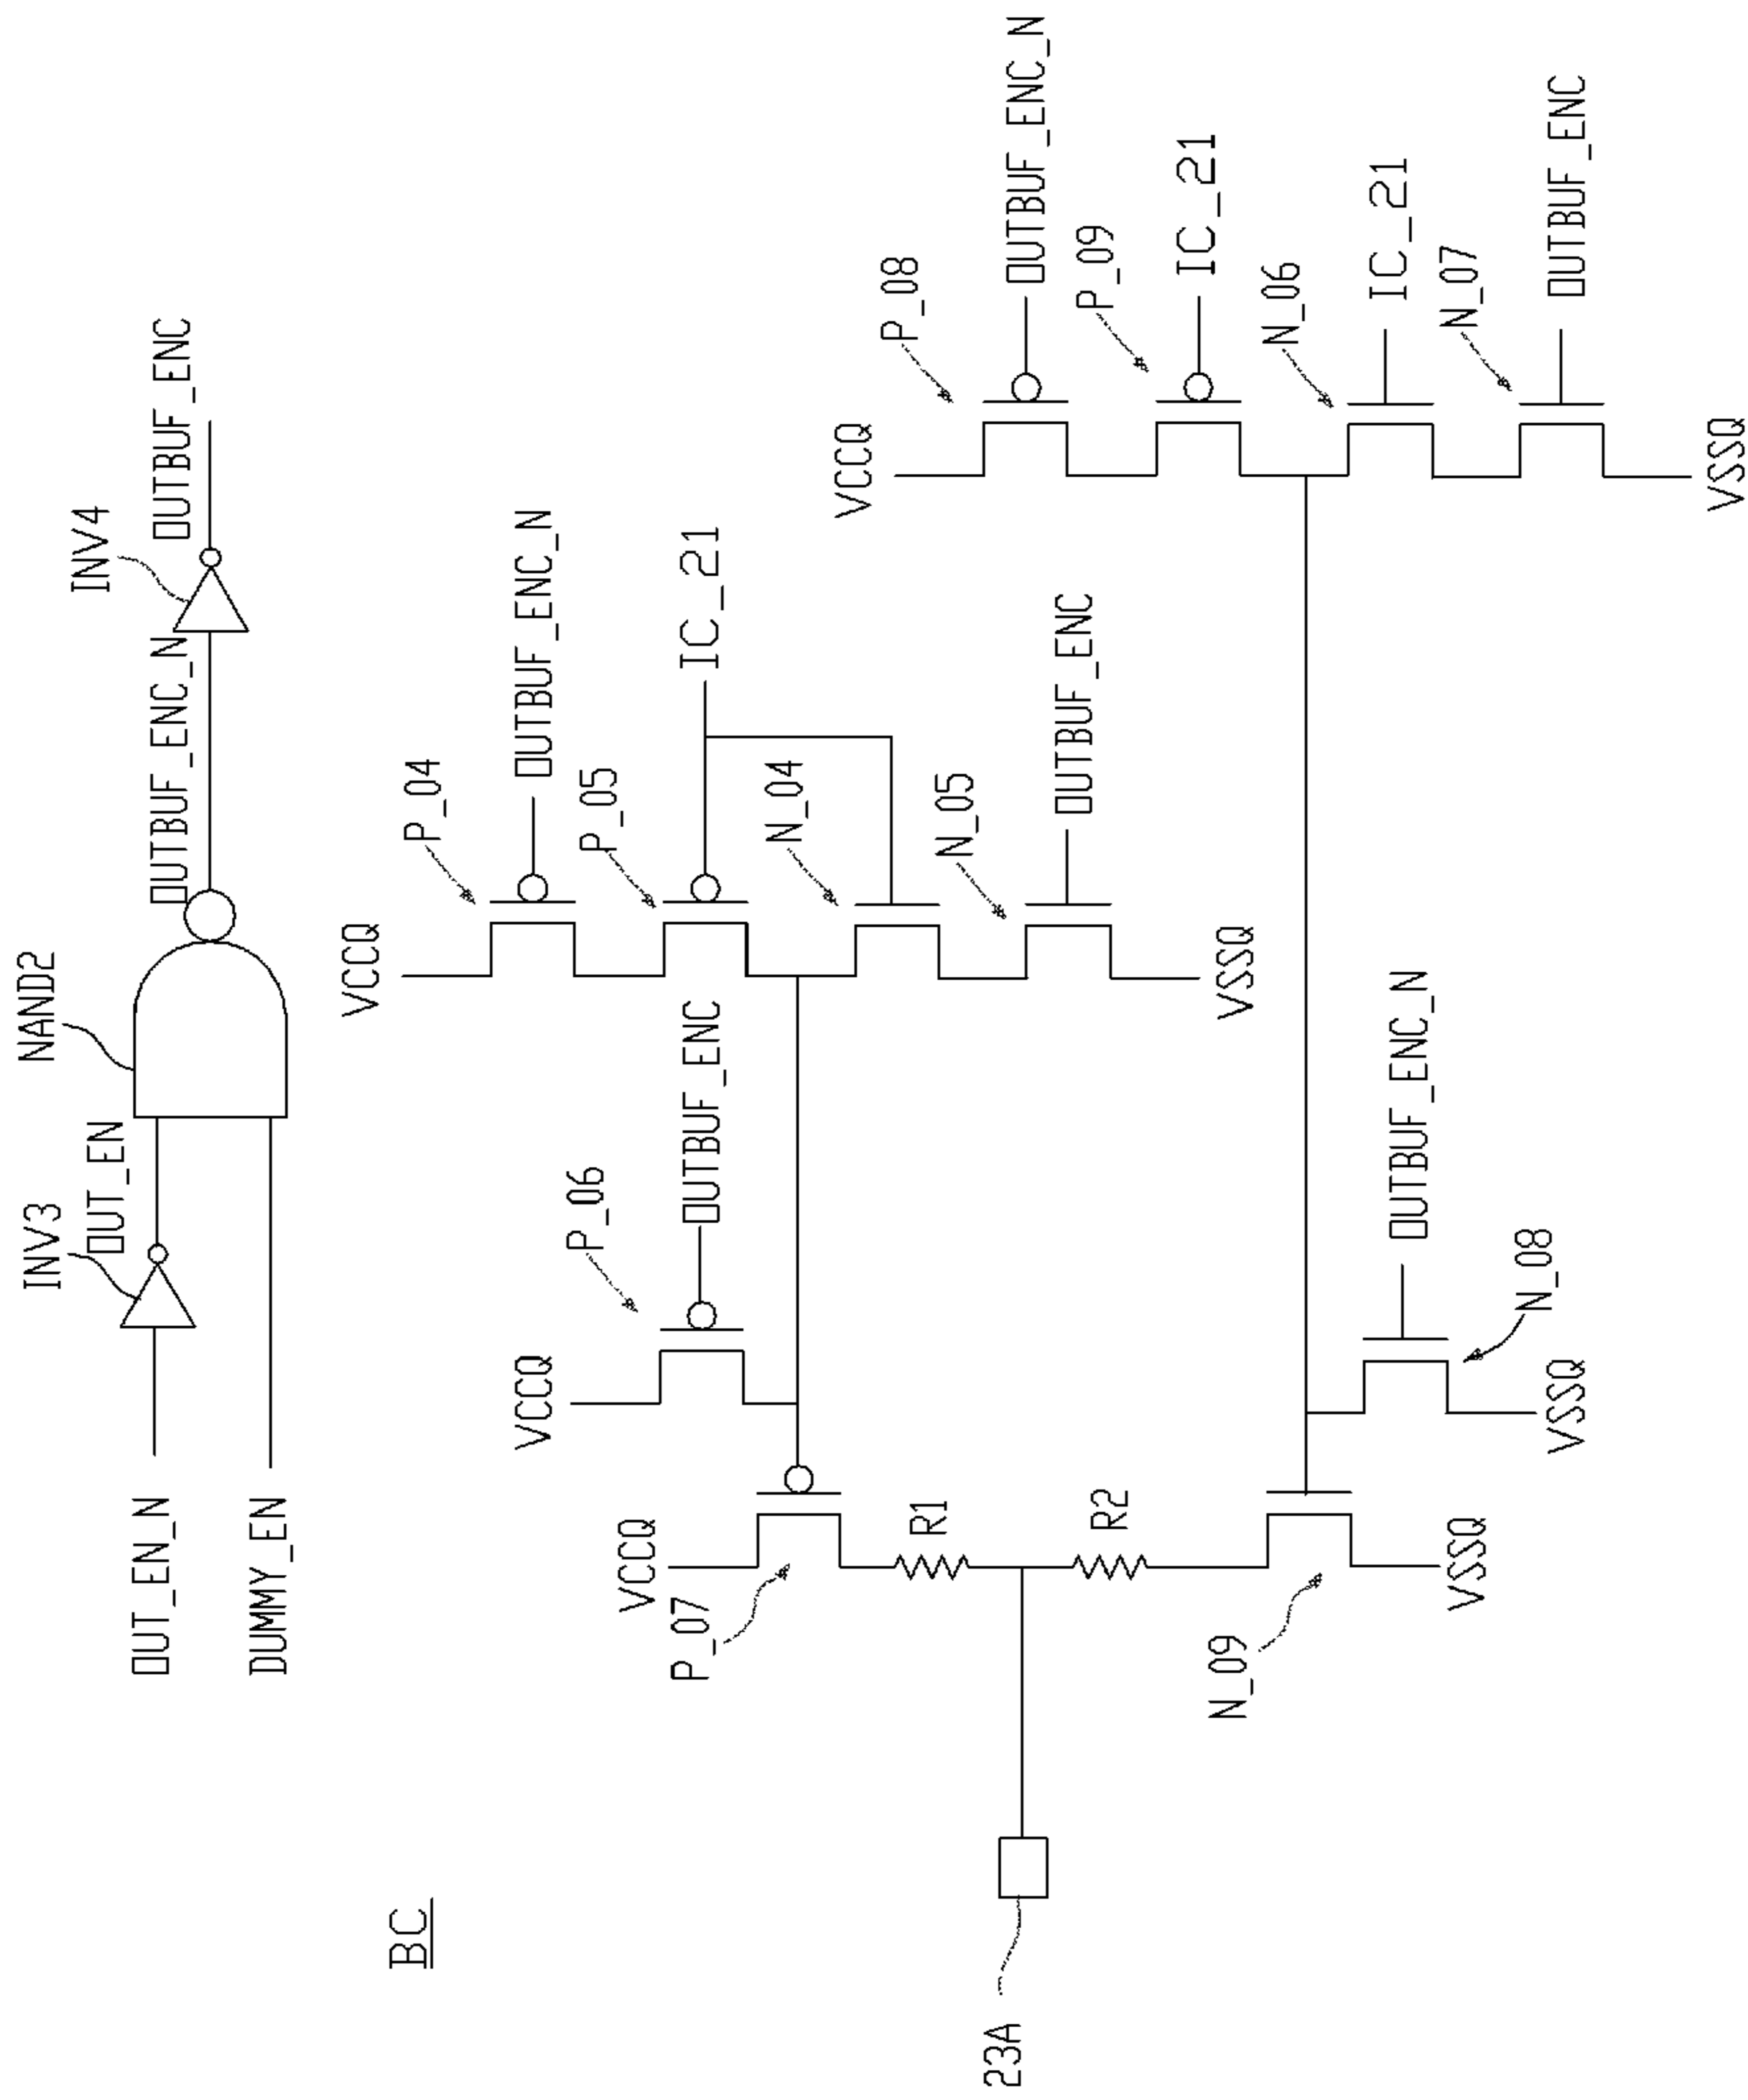 BC
OUT_EN_N
DUMMY_EN
INV3
OUT_EN
NAND2
OUTBUF_ENC_N
INV4
OUTBUF_ENC
VCCQ
P_04
OUTBUF_ENC_N
P_05
IC_21
N_04
N_05
OUTBUF_ENC
VSSQ
VCCQ
P_06
OUTBUF_ENC
VCCQ
P_07
R1
23A
R2
N_09
VSSQ
VCCQ
P_08
OUTBUF_ENC_N
P_09
IC_21
N_06
IC_21
N_07
OUTBUF_ENC
VSSQ
OUTBUF_ENC_N
N_08
VSSQ